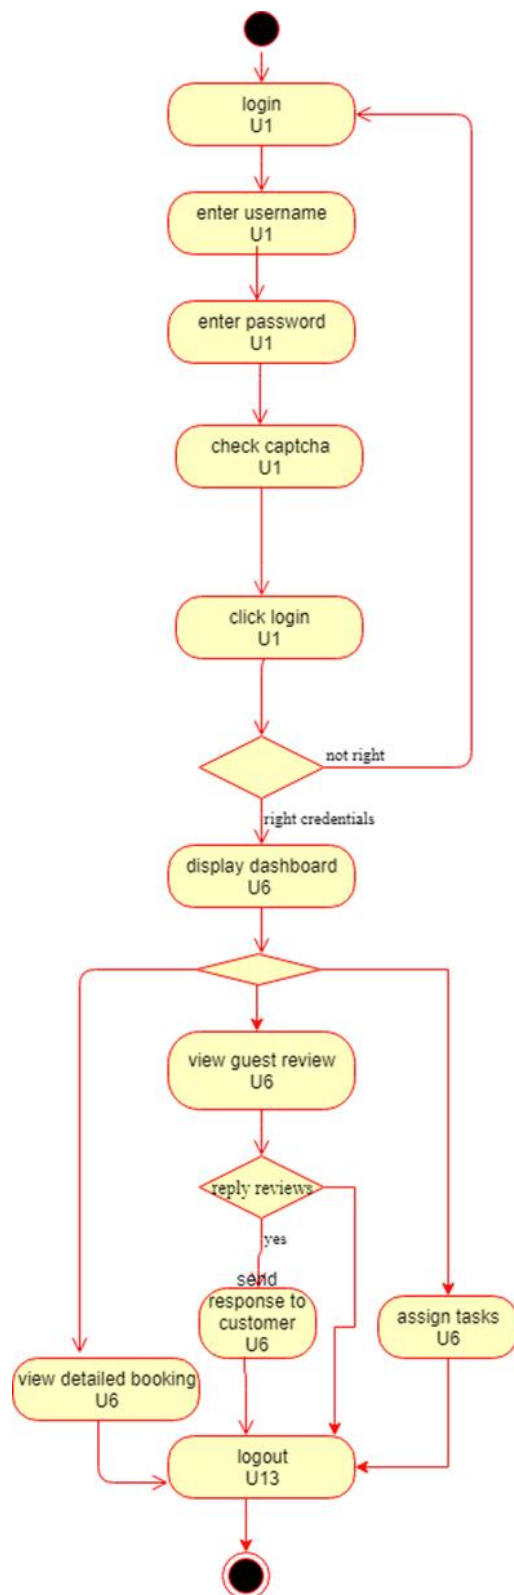 login
U1
enter username
U1
enter password
U1
check captcha
U1
click login
U1
not right
right credentials
display dashboard
U6
view guest review
U6
reply reviews
yes
send
response to
customer
U6
assign tasks
U6
view detailed booking
U6
logout
U13